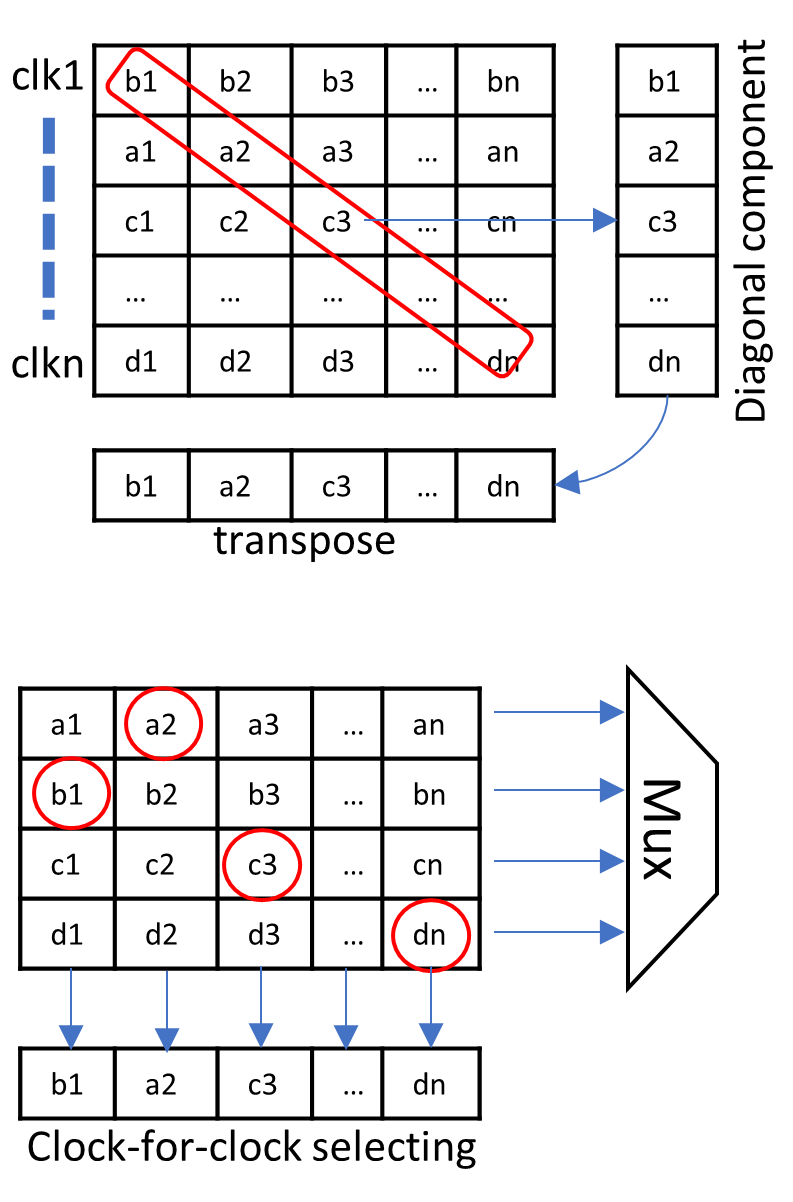 clk1
clkn
b1 b2 b3 ... bn
a1 a2 a3 ... an
c1 c2 c3 ... cn
... ... ... ... ...
d1 d2 d3 ... dn
b1
a2
c3
...
dn
Diagonal component
b1 a2 c3 ... dn
transpose
a1 a2 a3 ... an
b1 b2 b3 ... bn
c1 c2 c3 ... cn
d1 d2 d3 ... dn
Mux
b1 a2 c3 ... dn
Clock-for-clock selecting